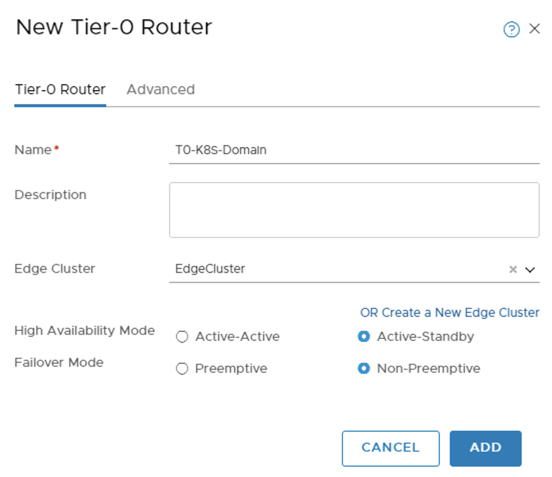 New Tier-0 Router
Tier-0 Router Advanced
Name*
T0-K8S-Domain
Description
Edge Cluster
EdgeCluster
OR Create a New Edge Cluster
High Availability Mode
Active-Active
Active-Standby
Failover Mode
Preemptive
Non-Preemptive
CANCEL
ADD